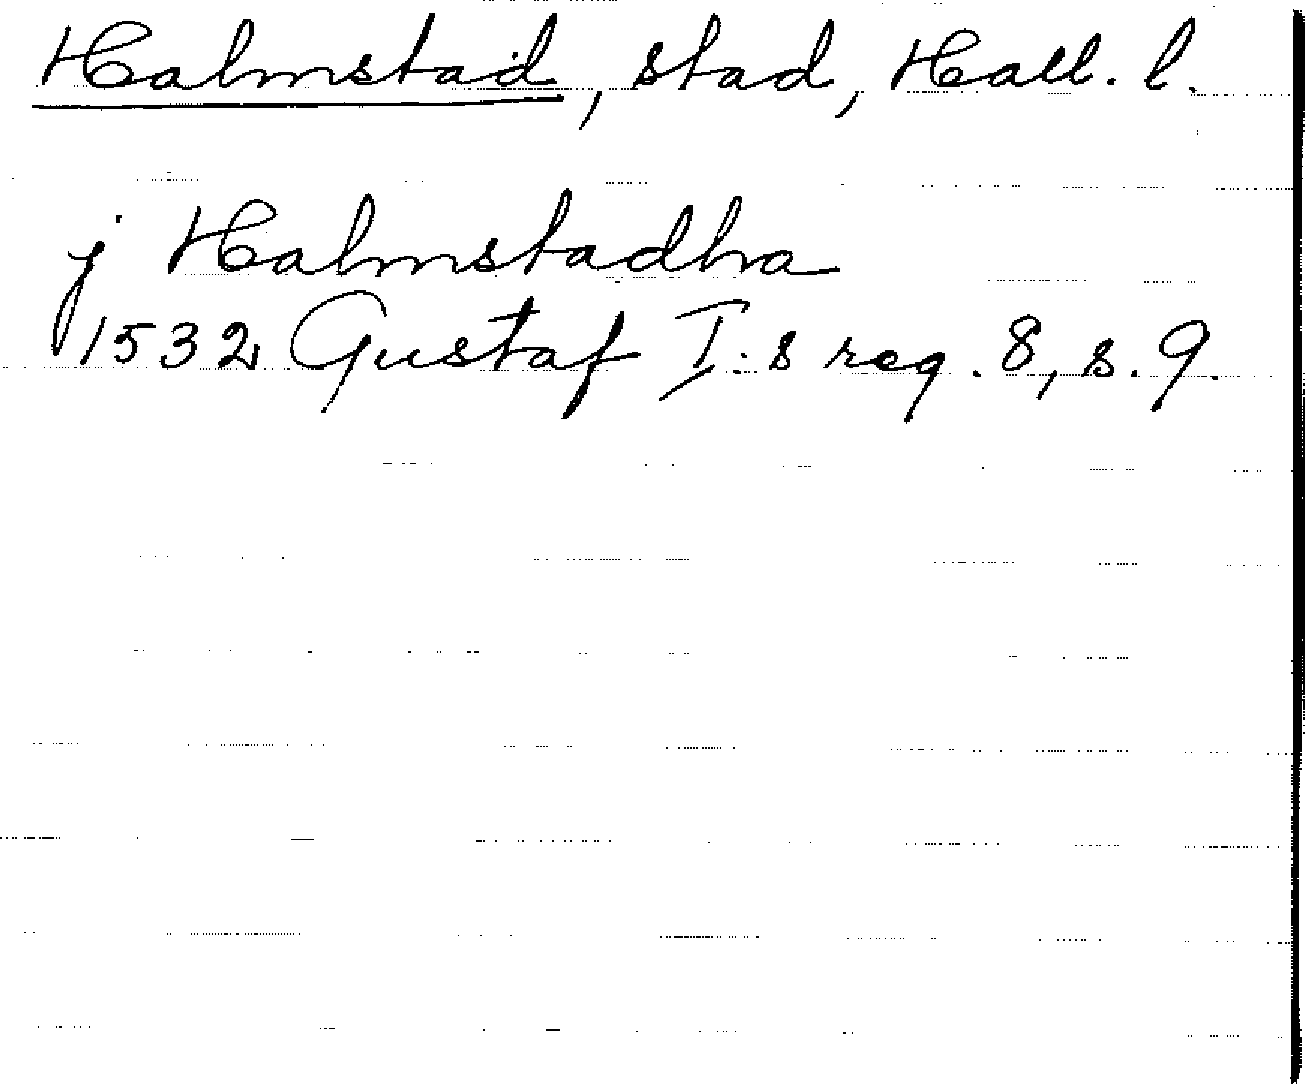 Halmstad, stad, Hall. l.
j Halmstadha
1532 Gustaf I:s reg. 8, s. 9.